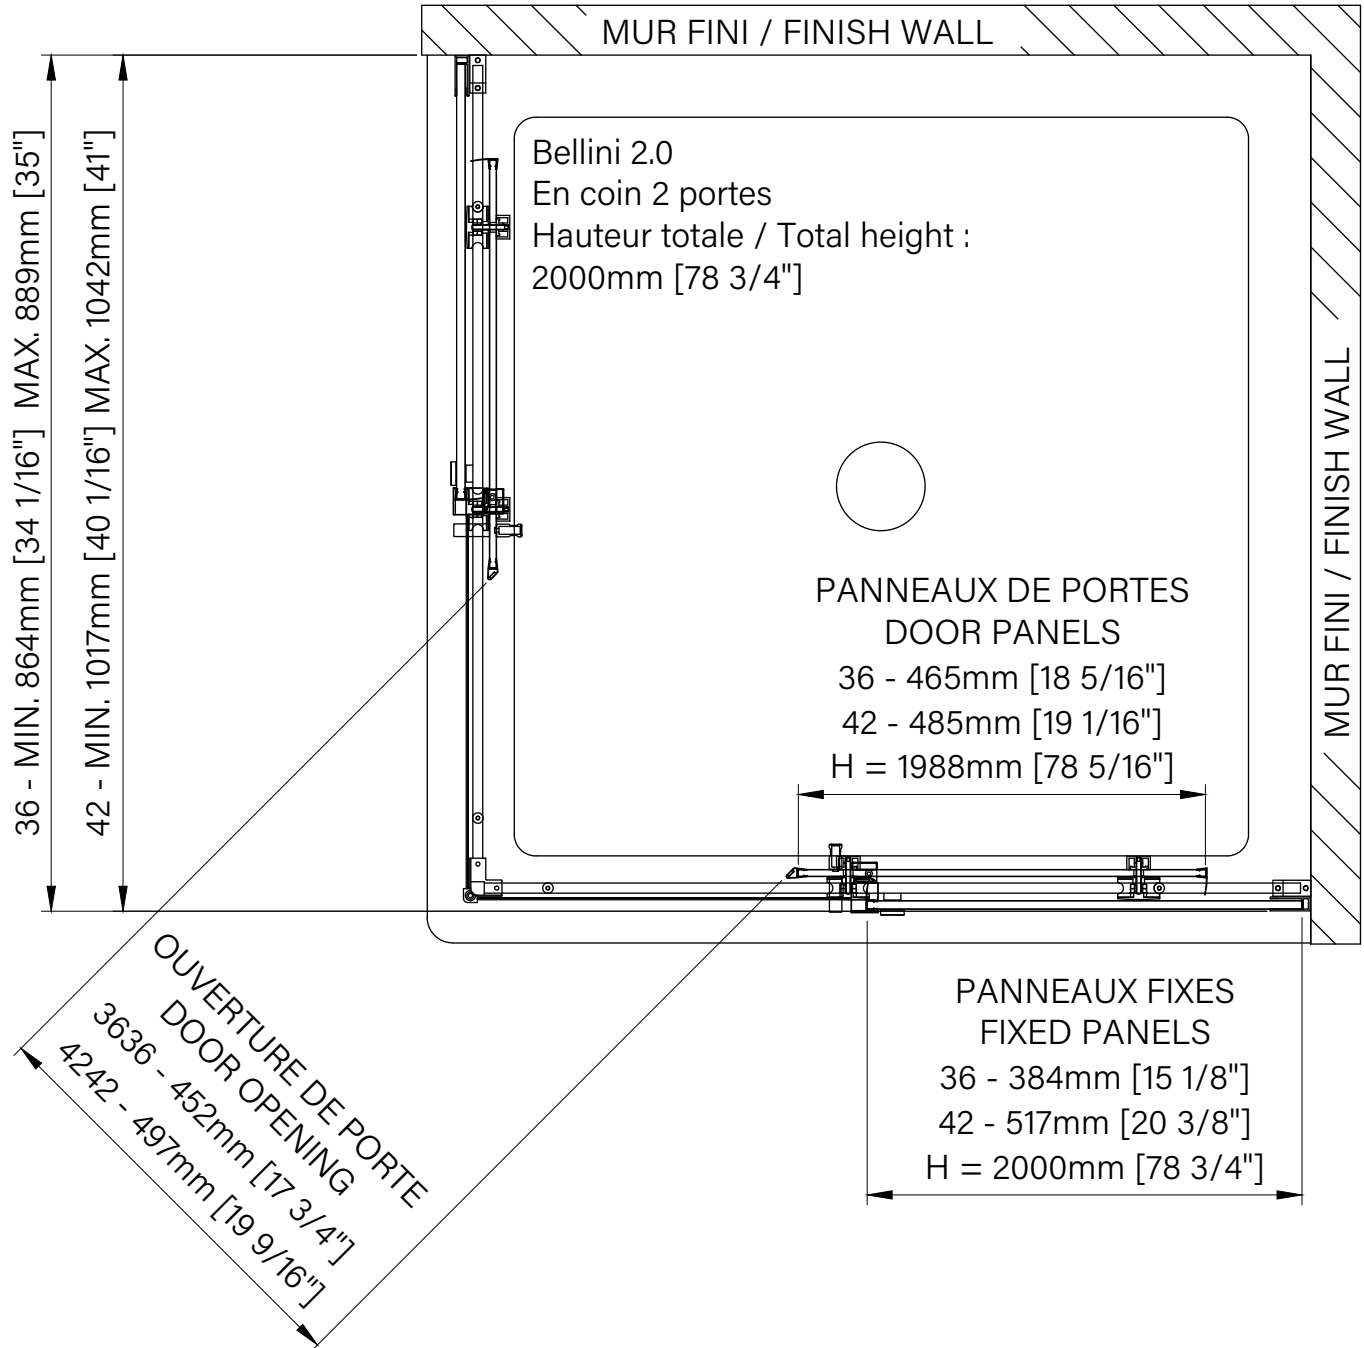 MUR FINI / FINISH WALL
Bellini 2.0
En coin 2 portes
Hauteur totale / Total height :
2000mm [78 3/4"]
36 - MIN. 864mm [34 1/16"] MAX. 889mm [35"]
42 - MIN. 1017mm [40 1/16"] MAX. 1042mm [41"]
MUR FINI / FINISH WALL
PANNEAUX DE PORTES
DOOR PANELS
36 - 465mm [18 5/16"]
42 - 485mm [19 1/16"]
H = 1988mm [78 5/16"]
OUVERTURE DE PORTE
DOOR OPENING
3636 - 452mm [17 3/4"]
4242 - 497mm [19 9/16"]
PANNEAUX FIXES
FIXED PANELS
36 - 384mm [15 1/8"]
42 - 517mm [20 3/8"]
H = 2000mm [78 3/4"]